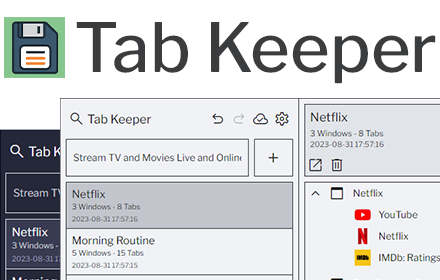 Tab Keeper
Tab Keeper
Stream TV and Movies Live and Online
Netflix
3 Windows - 8 Tabs
2023-08-31 17:57:16
Morning Routine
5 Windows - 15 Tabs
2023-08-31 17:57:15
Netflix
3 Windows - 8 Tabs
2023-08-31 17:57:16
Netflix
YouTube
Netflix
IMDb: Ratings
Tab K
Stream TV
Netflix
3 Windows -
2023-08-31